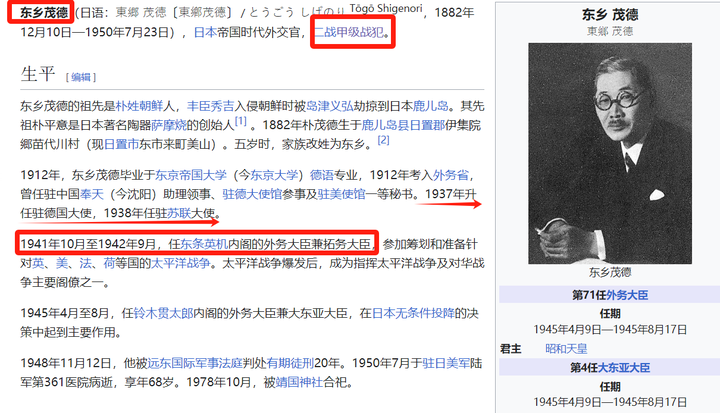 东乡茂德（日语：東郷 茂德〔東鄉茂德〕/ とうごう しげのり Tōgō Shigenori，1882年
12月10日—1950年7月23日），日本帝国时代外交官，二战甲级战犯。
生平 [编辑]
东乡茂德的祖先是朴姓朝鲜人，丰臣秀吉入侵朝鲜时被岛津义弘劫掠到日本鹿儿岛。其先
祖朴平意是日本著名陶器萨摩烧的创始人[1] 。1882年朴茂德生于鹿儿岛县日置郡伊集院
鄉苗代川村（现日置市东市来町美山）。五岁时，家族改姓为东乡。[2]
1912年，东乡茂德毕业于东京帝国大学（今东京大学）德语专业，1912年考入外务省，
曾任驻中国奉天（今沈阳）助理领事、驻德大使馆参事及驻美使馆一等秘书。1937年升
任驻德国大使，1938年任驻苏联大使。
1941年10月至1942年9月，任东条英机内阁的外务大臣兼拓务大臣，参加筹划和准备针
对英、美、法、荷等国的太平洋战争。太平洋战争爆发后，成为指挥太平洋战争及对华战
争主要阁僚之一。
1945年4月至8月，任铃木贯太郎内阁的外务大臣兼大东亚大臣，在日本无条件投降的决
策中起到主要作用。
1948年11月12日，他被远东国际军事法庭判处有期徒刑20年。1950年7月于驻日美军陆
军第361医院病逝，享年68岁。1978年10月，被靖国神社合祀。
东乡 茂德
東鄉 茂德
东乡茂德
第71任外务大臣
任期
1945年4月9日—1945年8月17日
君主 昭和天皇
第4任大东亚大臣
任期
1945年4月9日—1945年8月17日